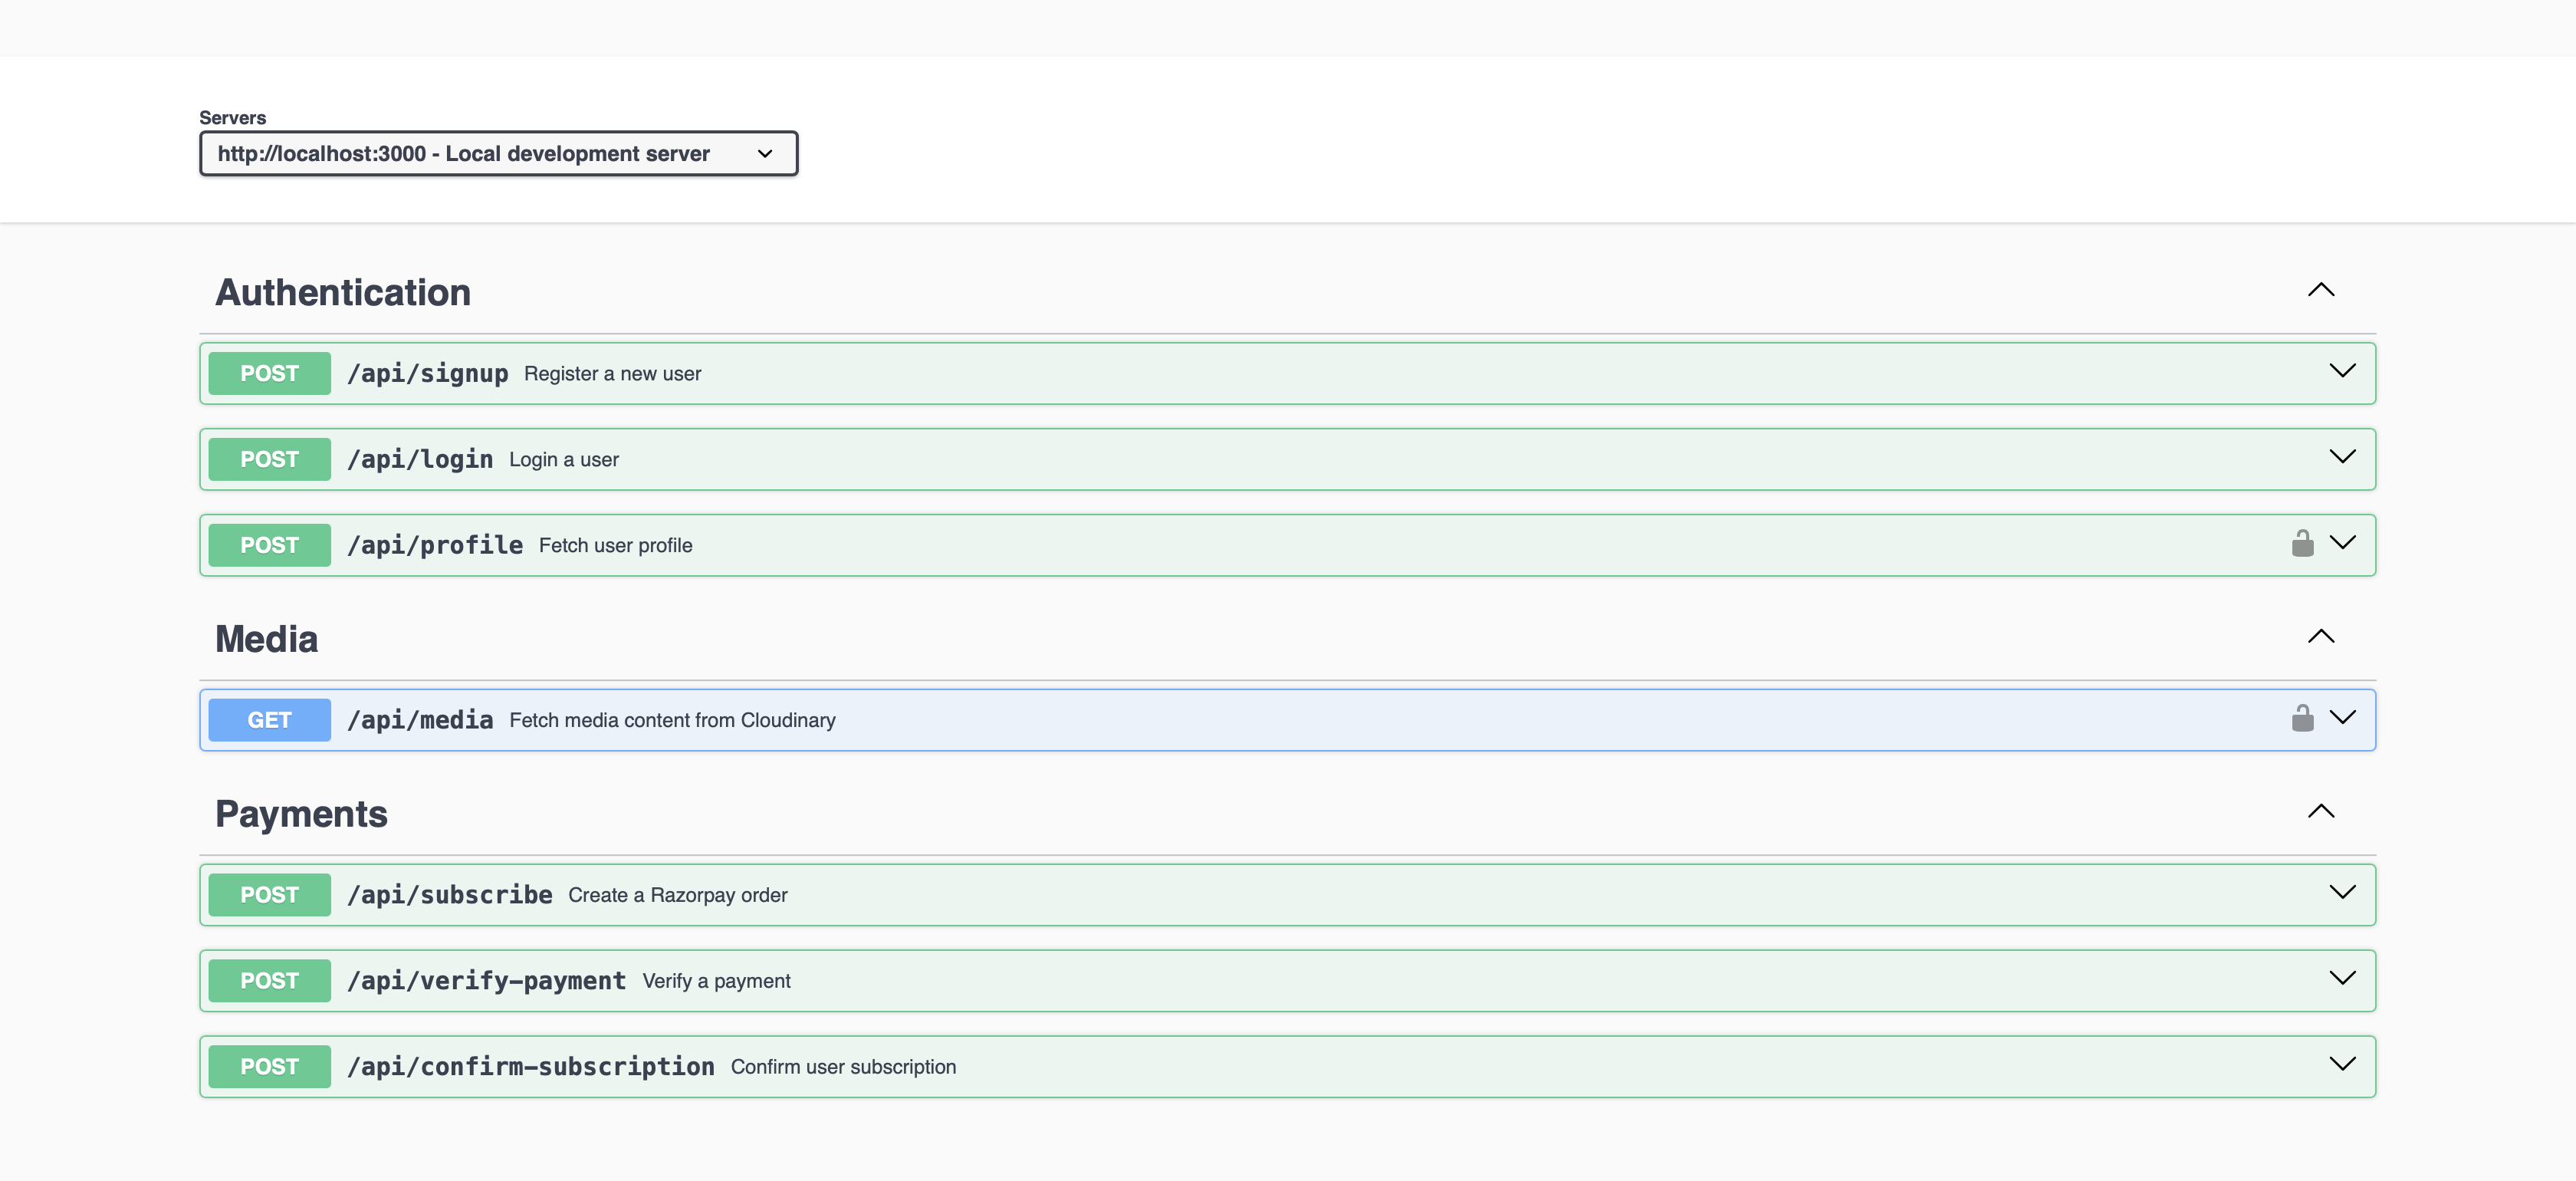 Servers
http://localhost:3000 - Local development server
Authentication
POST /api/signup Register a new user
POST /api/login Login a user
POST /api/profile Fetch user profile
Media
GET /api/media Fetch media content from Cloudinary
Payments
POST /api/subscribe Create a Razorpay order
POST /api/verify-payment Verify a payment
POST /api/confirm-subscription Confirm user subscription